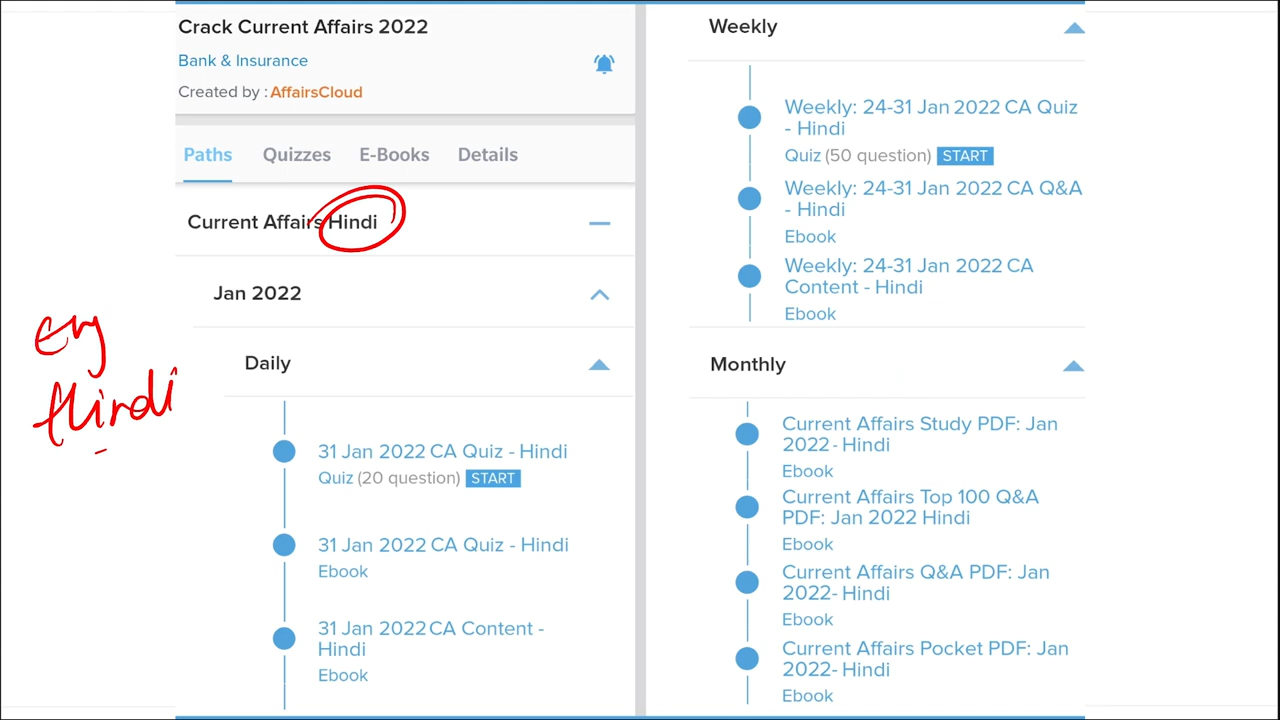 Crack Current Affairs 2022
Bank & Insurance
Created by : AffairsCloud
Paths Quizzes E-Books Details
Current Affairs Hindi
Jan 2022
Daily
31 Jan 2022 CA Quiz - Hindi
Quiz (20 question) START
31 Jan 2022 CA Quiz - Hindi
Ebook
31 Jan 2022 CA Content -
Hindi
Ebook
Eng
Hindi
Weekly
Weekly: 24-31 Jan 2022 CA Quiz
- Hindi
Quiz (50 question) START
Weekly: 24-31 Jan 2022 CA Q&A
- Hindi
Ebook
Weekly: 24-31 Jan 2022 CA
Content - Hindi
Ebook
Monthly
Current Affairs Study PDF: Jan
2022 - Hindi
Ebook
Current Affairs Top 100 Q&A
PDF: Jan 2022 Hindi
Ebook
Current Affairs Q&A PDF: Jan
2022- Hindi
Ebook
Current Affairs Pocket PDF: Jan
2022- Hindi
Ebook